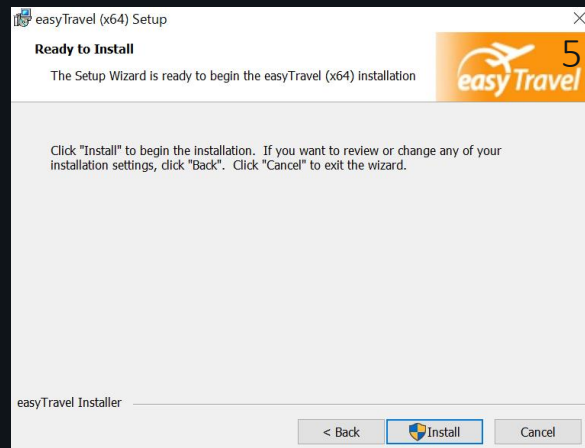 easyTravel (x64) Setup
Ready to Install
The Setup Wizard is ready to begin the easyTravel (x64) installation
5
easyTravel
Click "Install" to begin the installation.  If you want to review or change any of your
installation settings, click "Back".  Click "Cancel" to exit the wizard.
easyTravel Installer
< Back
Install
Cancel